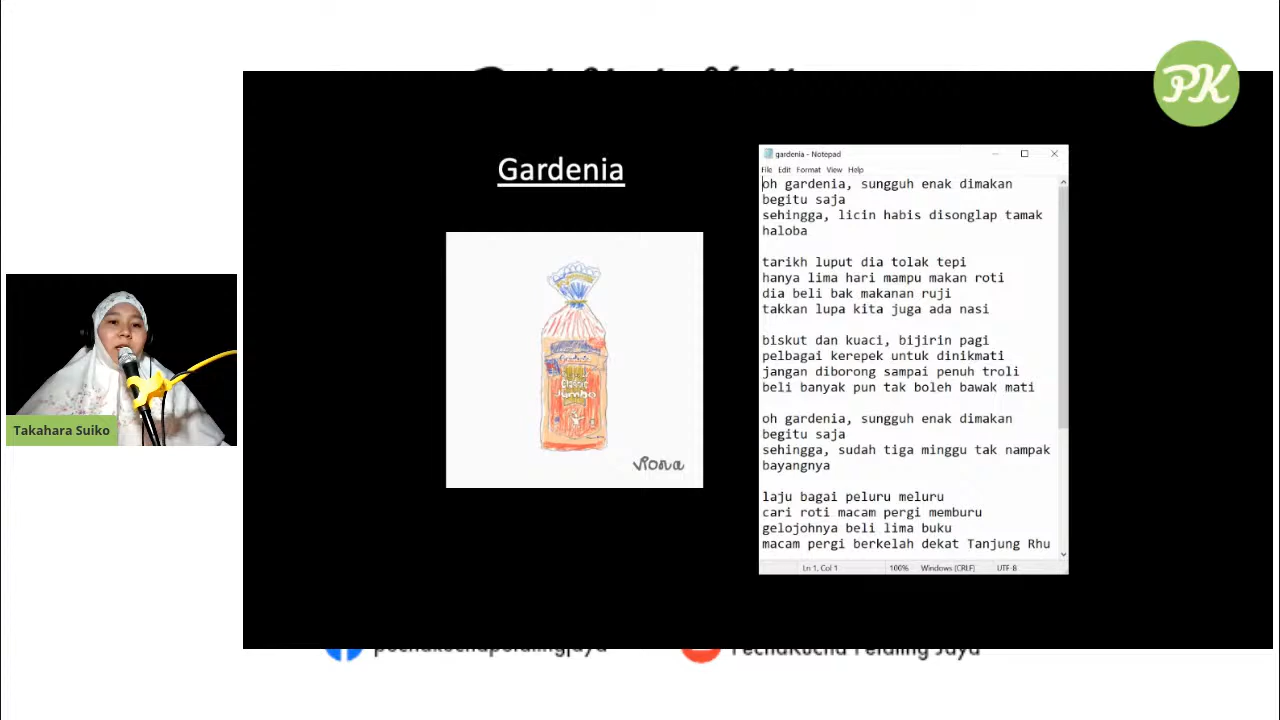 PK
Gardenia
Gardenia
Classic
Jumbo
viona
gardenia - Notepad
File Edit Format View Help
oh gardenia, sungguh enak dimakan
begitu saja
sehingga, licin habis disonglap tamak
haloba
tarikh luput dia tolak tepi
hanya lima hari mampu makan roti
dia beli bak makanan ruji
takkan lupa kita juga ada nasi
biskut dan kuaci, bijirin pagi
pelbagai kerepek untuk dinikmati
jangan diborong sampai penuh troli
beli banyak pun tak boleh bawak mati
oh gardenia, sungguh enak dimakan
begitu saja
sehingga, sudah tiga minggu tak nampak
bayangnya
laju bagai peluru meluru
cari roti macam pergi memburu
gelojohnya beli lima buku
macam pergi berkelah dekat Tanjung Rhu
Ln 1, Col 1 100% Windows (CRLF) UTF-8
Takahara Suiko
pechakuchapetalingjaya
PechaKucha Petaling Jaya